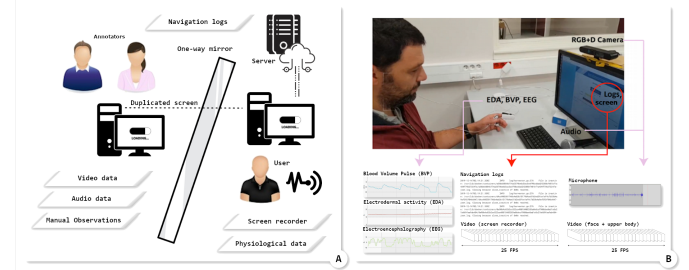 Navigation logs
Annotators
One-way mirror
Server
Duplicated screen
LOADING...
LOADING...
User
Video data
Audio data
Manual Observations
Screen recorder
Physiological data
A
RGB+D Camera
EDA, BVP, EEG
Logs,
screen
Audio
Blood Volume Pulse (BVP)
Electrodermal activity (EDA)
Electroencephalography (EEG)
Navigation logs
Microphone
Video (screen recorder)
25 FPS
Video (face + upper body)
25 FPS
B